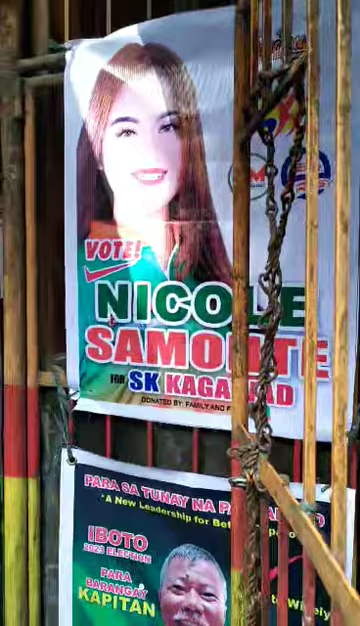 VOTE!
NICOLE
SAMONTE
FOR SK KAGAWAD
DONATED BY: FAMILY AND
PARA SA TUNAY NA
"A New Leadership for
IBOTO
2023 ELECTION
PARA
BARANGAY
KAPITAN
Wisely